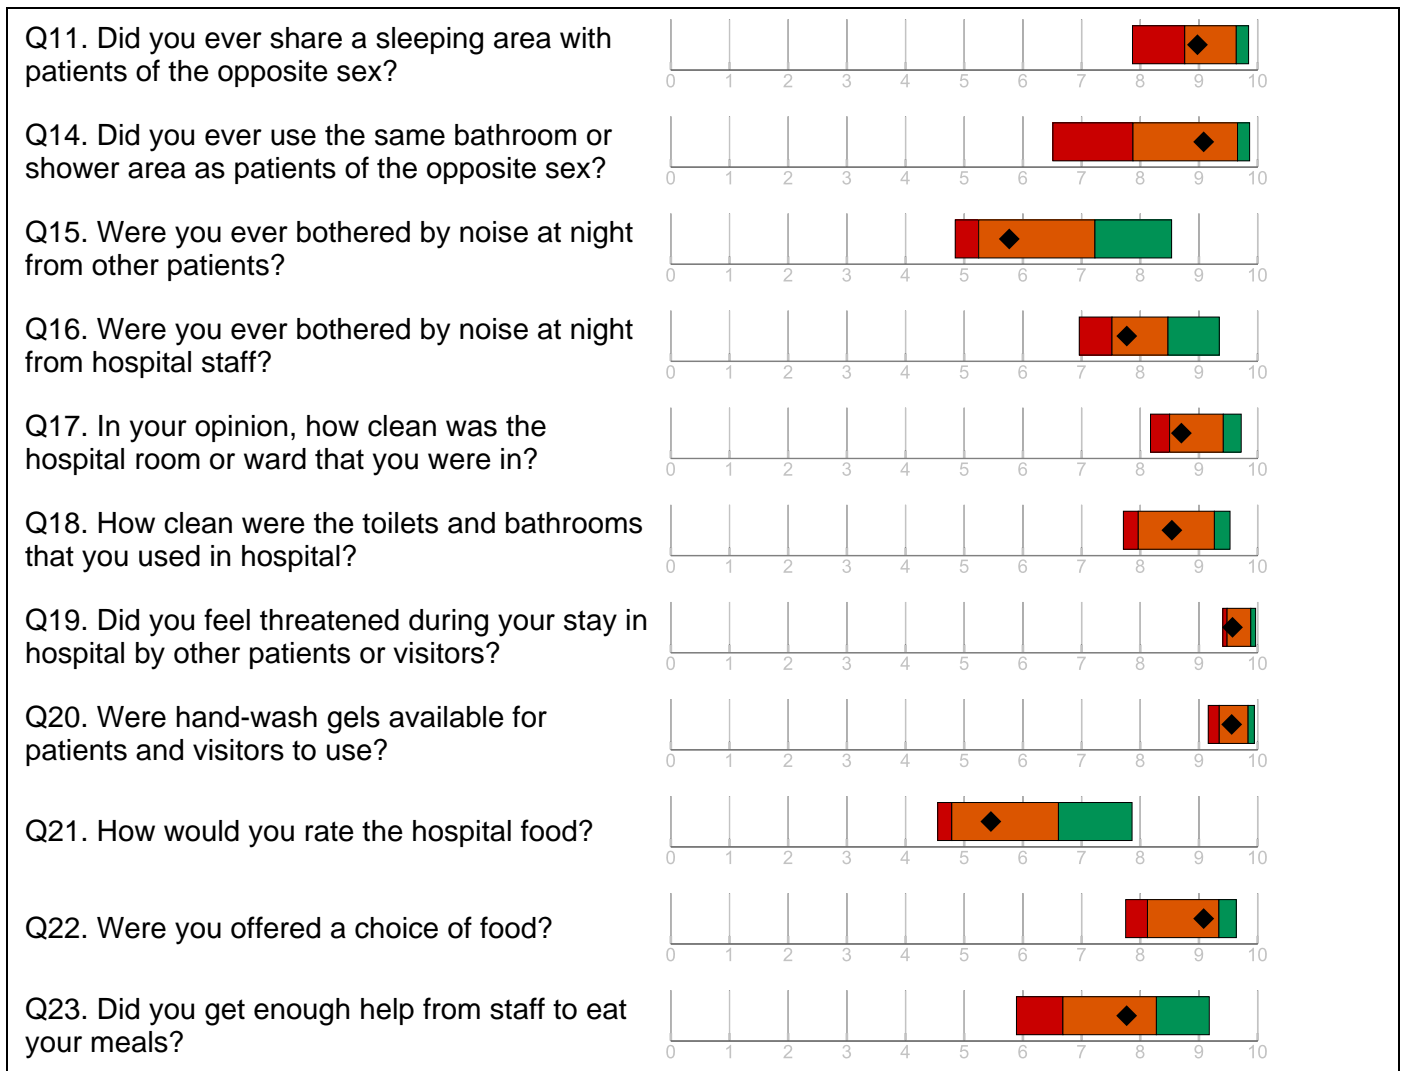 Q11. Did you ever share a sleeping area with
patients of the opposite sex?
0 1 2 3 4 5 6 7 8 9 10
Q14. Did you ever use the same bathroom or
shower area as patients of the opposite sex?
0 1 2 3 4 5 6 7 8 9 10
Q15. Were you ever bothered by noise at night
from other patients?
0 1 2 3 4 5 6 7 8 9 10
Q16. Were you ever bothered by noise at night
from hospital staff?
0 1 2 3 4 5 6 7 8 9 10
Q17. In your opinion, how clean was the
hospital room or ward that you were in?
0 1 2 3 4 5 6 7 8 9 10
Q18. How clean were the toilets and bathrooms
that you used in hospital?
0 1 2 3 4 5 6 7 8 9 10
Q19. Did you feel threatened during your stay in
hospital by other patients or visitors?
0 1 2 3 4 5 6 7 8 9 10
Q20. Were hand-wash gels available for
patients and visitors to use?
0 1 2 3 4 5 6 7 8 9 10
Q21. How would you rate the hospital food?
0 1 2 3 4 5 6 7 8 9 10
Q22. Were you offered a choice of food?
0 1 2 3 4 5 6 7 8 9 10
Q23. Did you get enough help from staff to eat
your meals?
0 1 2 3 4 5 6 7 8 9 10